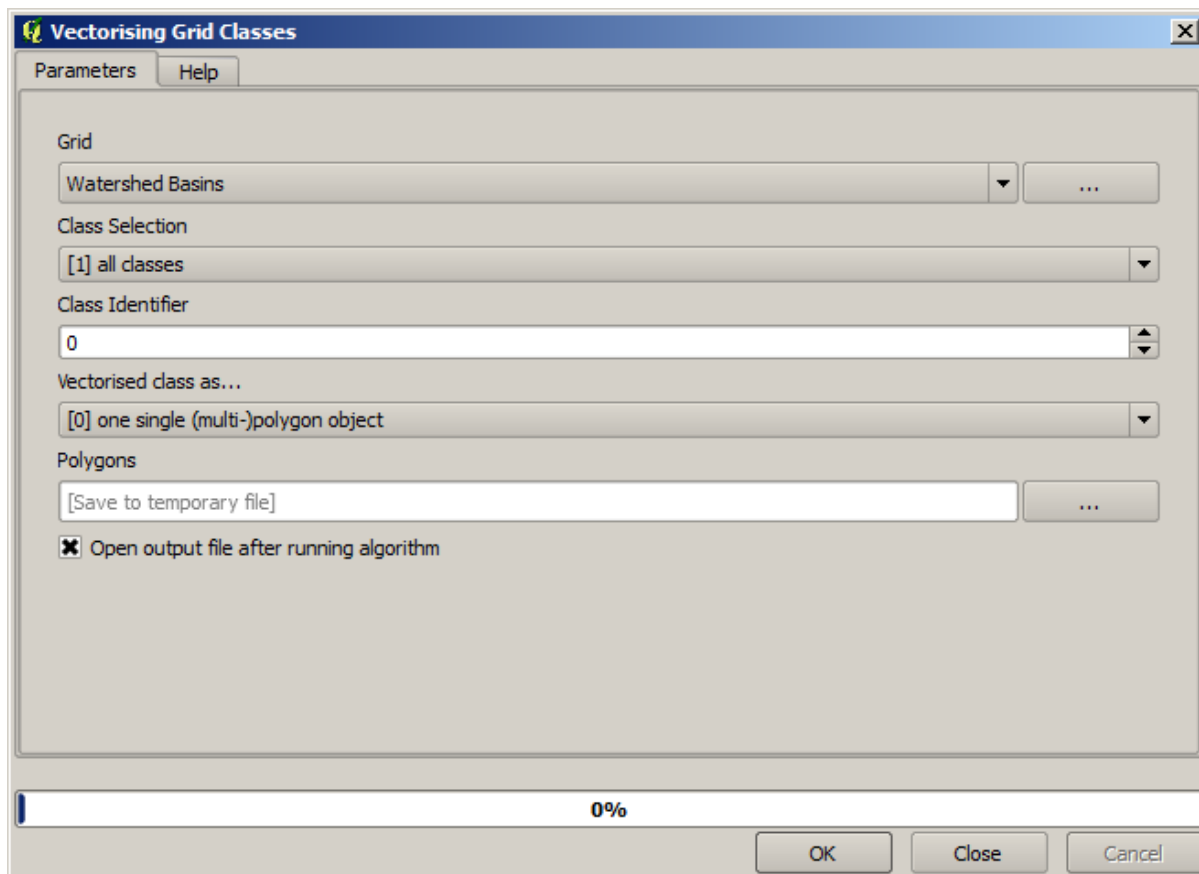 Vectorising Grid Classes
Parameters Help
Grid
Watershed Basins ...
Class Selection
[1] all classes
Class Identifier
0
Vectorised class as...
[0] one single (multi-)polygon object
Polygons
[Save to temporary file] ...
Open output file after running algorithm
0%
OK Close Cancel